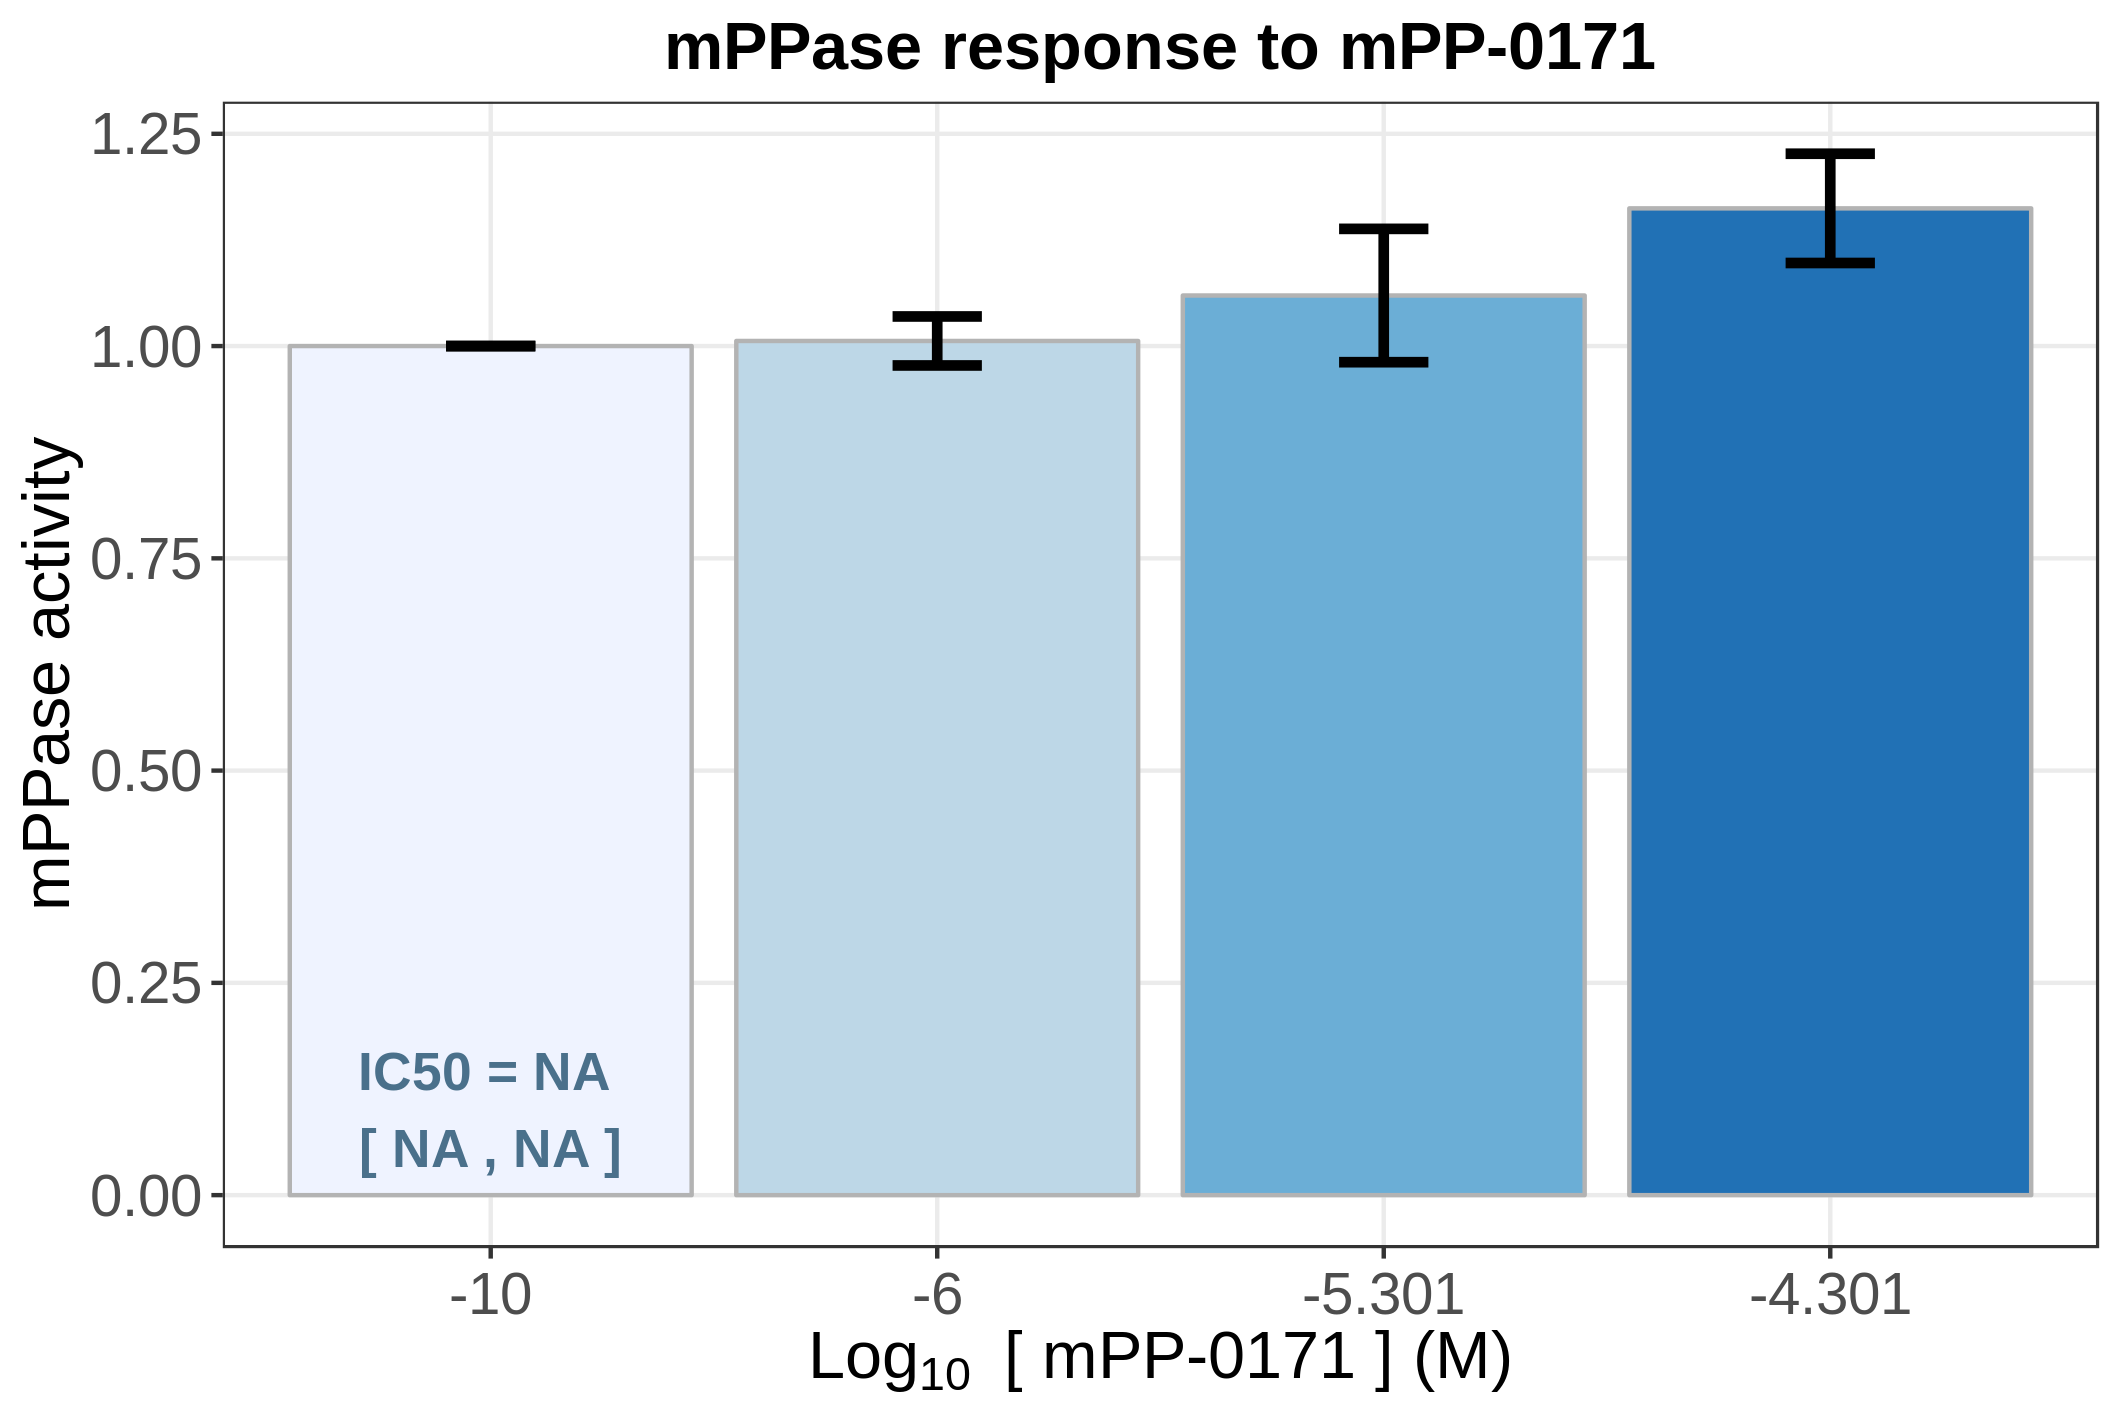 mPPase response to mPP-0171
mPPase activity
1.25
1.00
0.75
0.50
0.25
0.00
IC50 = NA
[ NA , NA ]
-10
-6
-5.301
-4.301
Log10 [ mPP-0171 ] (M)